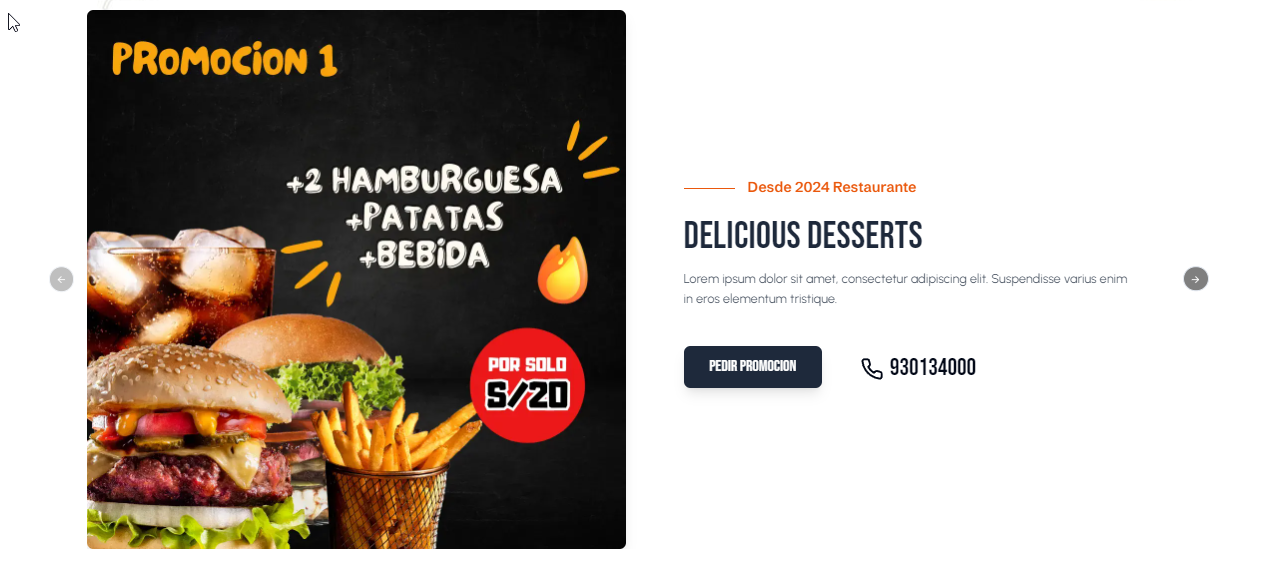 PROMOCION 1
+2 HAMBURGUESA
+PATATAS
+BEBIDA
POR SOLO
S/20
Desde 2024 Restaurante
DELICIOUS DESSERTS
Lorem ipsum dolor sit amet, consectetur adipiscing elit. Suspendisse varius enim
in eros elementum tristique.
PEDIR PROMOCION
930134000